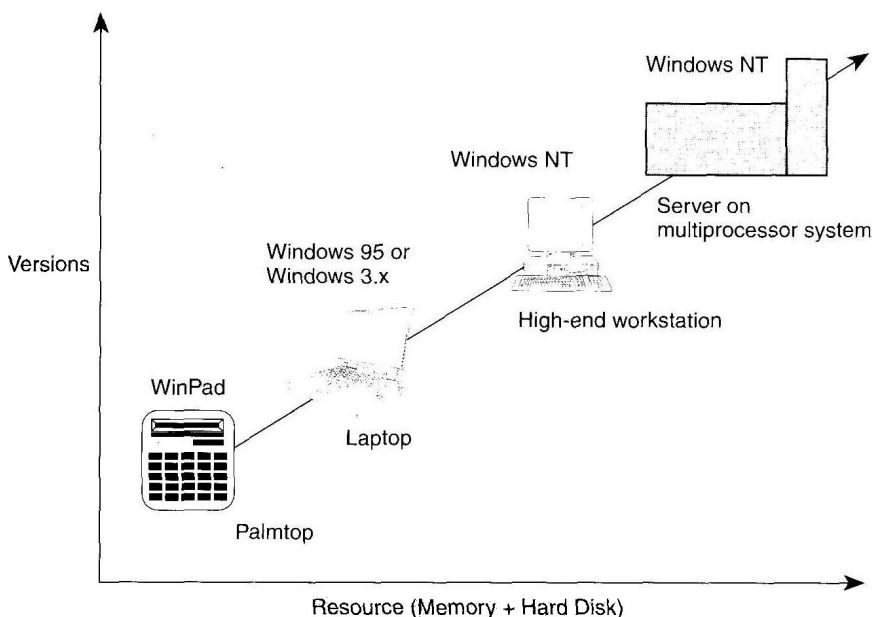 Windows NT
Windows NT
Server on
multiprocessor system
Windows 95 or
Windows 3.x
Versions
High-end workstation
WinPad
Laptop
Palmtop
Resource (Memory + Hard Disk)